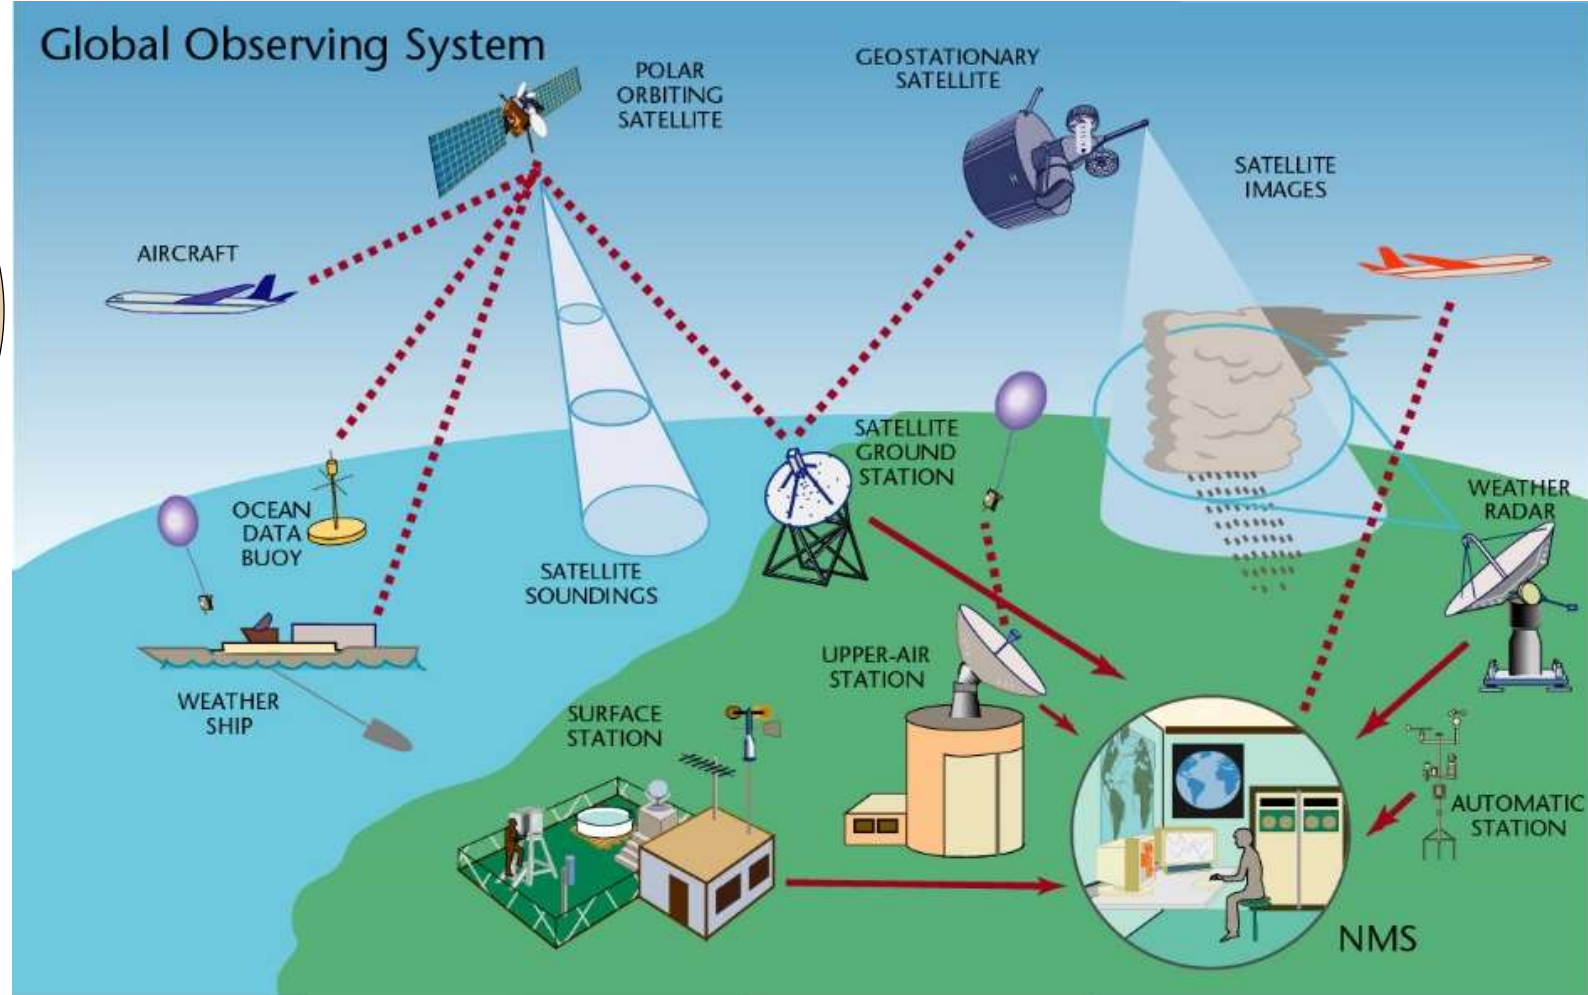 Global Observing System
POLAR
ORBITING
SATELLITE
GEOSTATIONARY
SATELLITE
SATELLITE
IMAGES
AIRCRAFT
SATELLITE
GROUND
STATION
WEATHER
RADAR
OCEAN
DATA
BUOY
SATELLITE
SOUNDINGS
UPPER-AIR
STATION
WEATHER
SHIP
SURFACE
STATION
AUTOMATIC
STATION
NMS